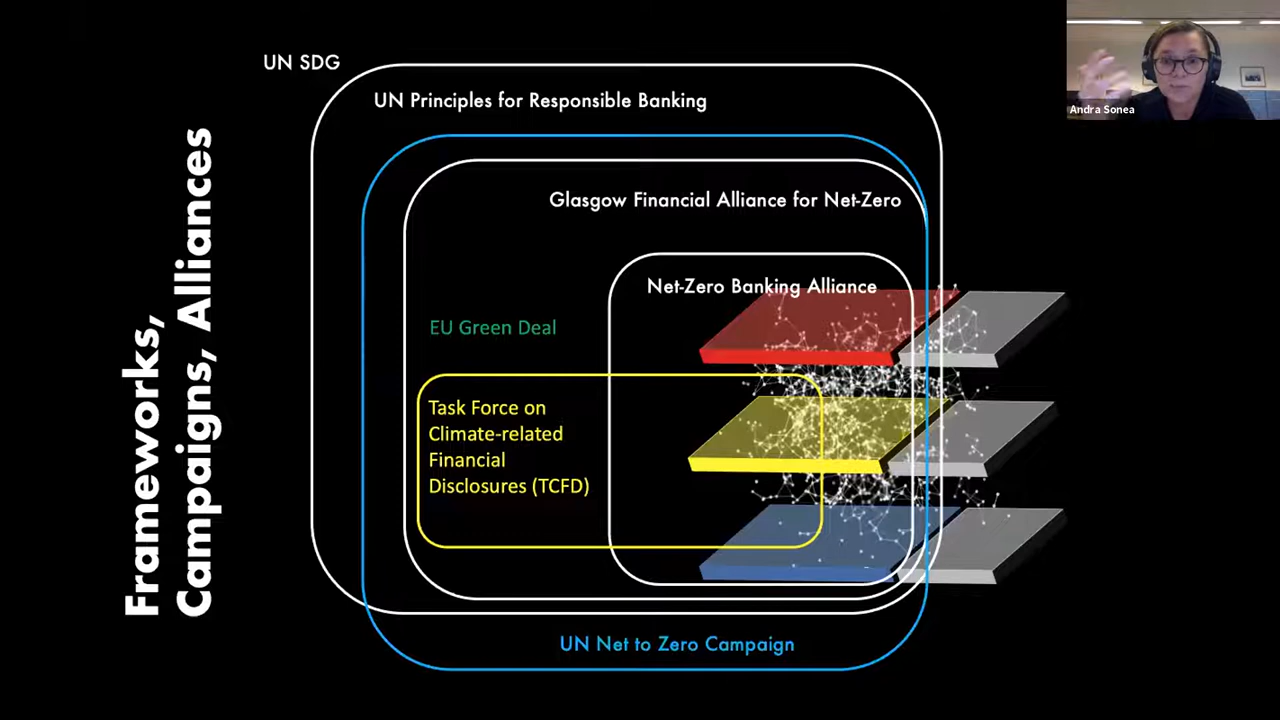 Frameworks,
Campaigns, Alliances
UN SDG
UN Principles for Responsible Banking
Glasgow Financial Alliance for Net-Zero
Net-Zero Banking Alliance
EU Green Deal
Task Force on
Climate-related
Financial
Disclosures (TCFD)
UN Net to Zero Campaign
Andra Sonea